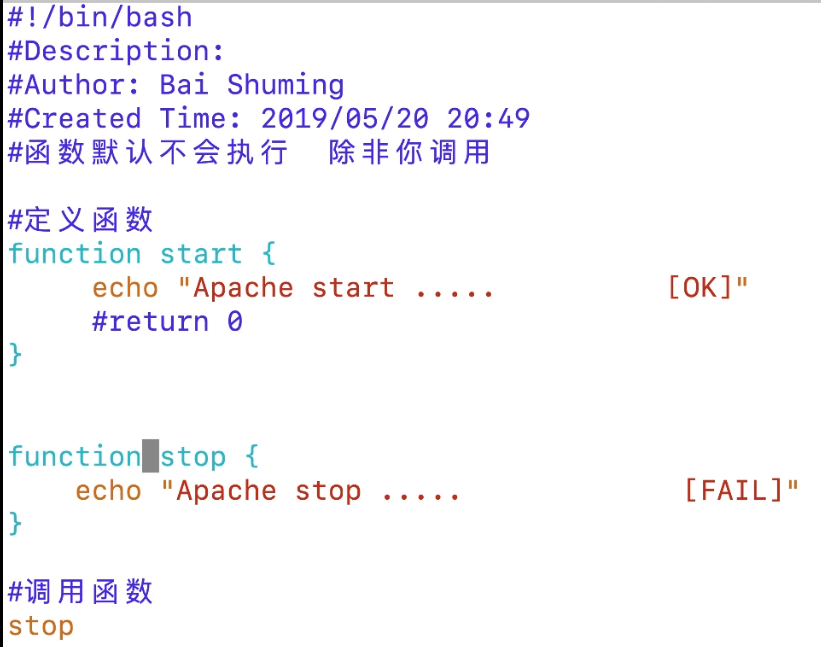 #!/bin/bash
#Description:
#Author: Bai Shuming
#Created Time: 2019/05/20 20:49
#函数默认不会执行  除非你调用
#定义函数
function start {
     echo "Apache start .....          [OK]"
     #return 0
}
function stop {
    echo "Apache stop .....             [FAIL]"
}
#调用函数
stop